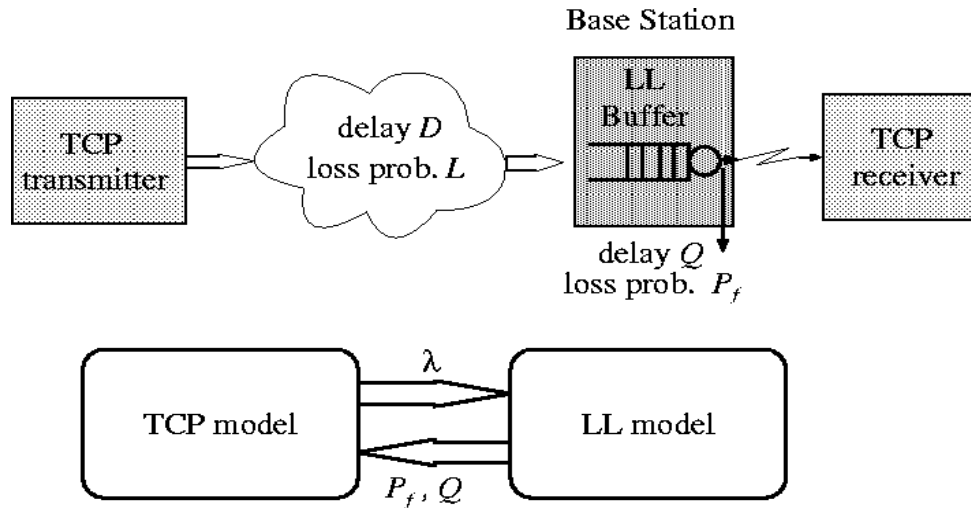 Base Station
TCP
transmitter
delay D
loss prob. L
LL
Buffer
TCP
receiver
delay Q
loss prob. P_f
λ
TCP model
LL model
P_f, Q